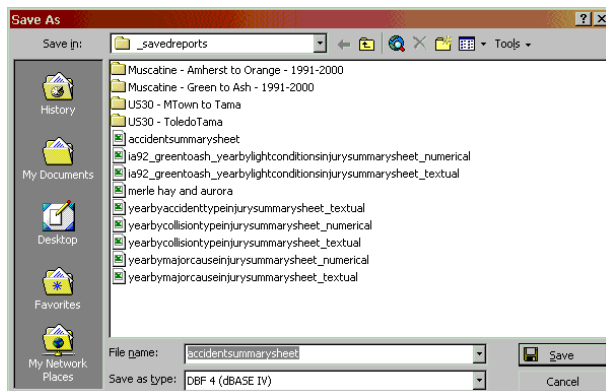 Save As
Save in: _savedreports Tools
History
My Documents
Desktop
Favorites
My Network
Places
Muscatine - Amherst to Orange - 1991-2000
Muscatine - Green to Ash - 1991-2000
US30 - MTown to Tama
US30 - ToledoTama
accidentsummarysheet
ia92_greentoash_yearbylightconditionsinjurysummarysheet_numerical
ia92_greentoash_yearbylightconditionsinjurysummarysheet_textual
merle hay and aurora
yearbyaccidenttypeinjurysummarysheet_textual
yearbycollisiontypeinjurysummarysheet_numerical
yearbycollisiontypeinjurysummarysheet_textual
yearbymajorcauseinjurysummarysheet_numerical
yearbymajorcauseinjurysummarysheet_textual
File name: accidentsummarysheet Save
Save as type: DBF 4 (dBASE IV) Cancel